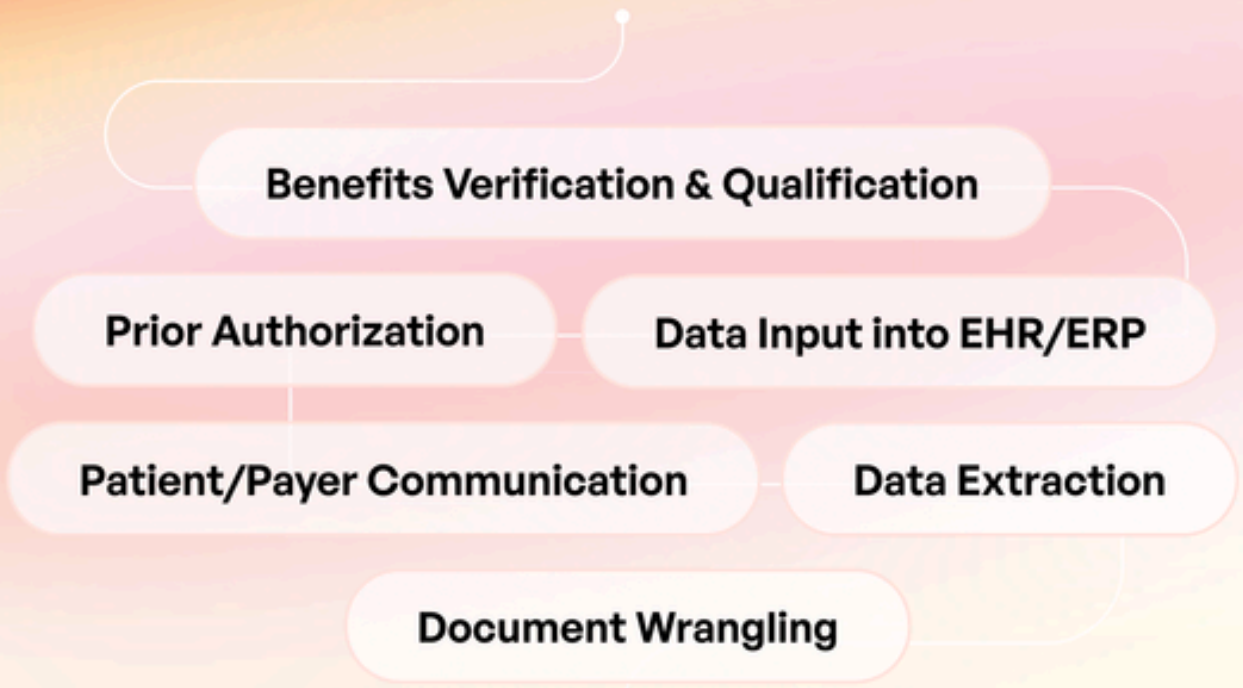 Benefits Verification & Qualification
Prior Authorization
Data Input into EHR/ERP
Patient/Payer Communication
Data Extraction
Document Wrangling